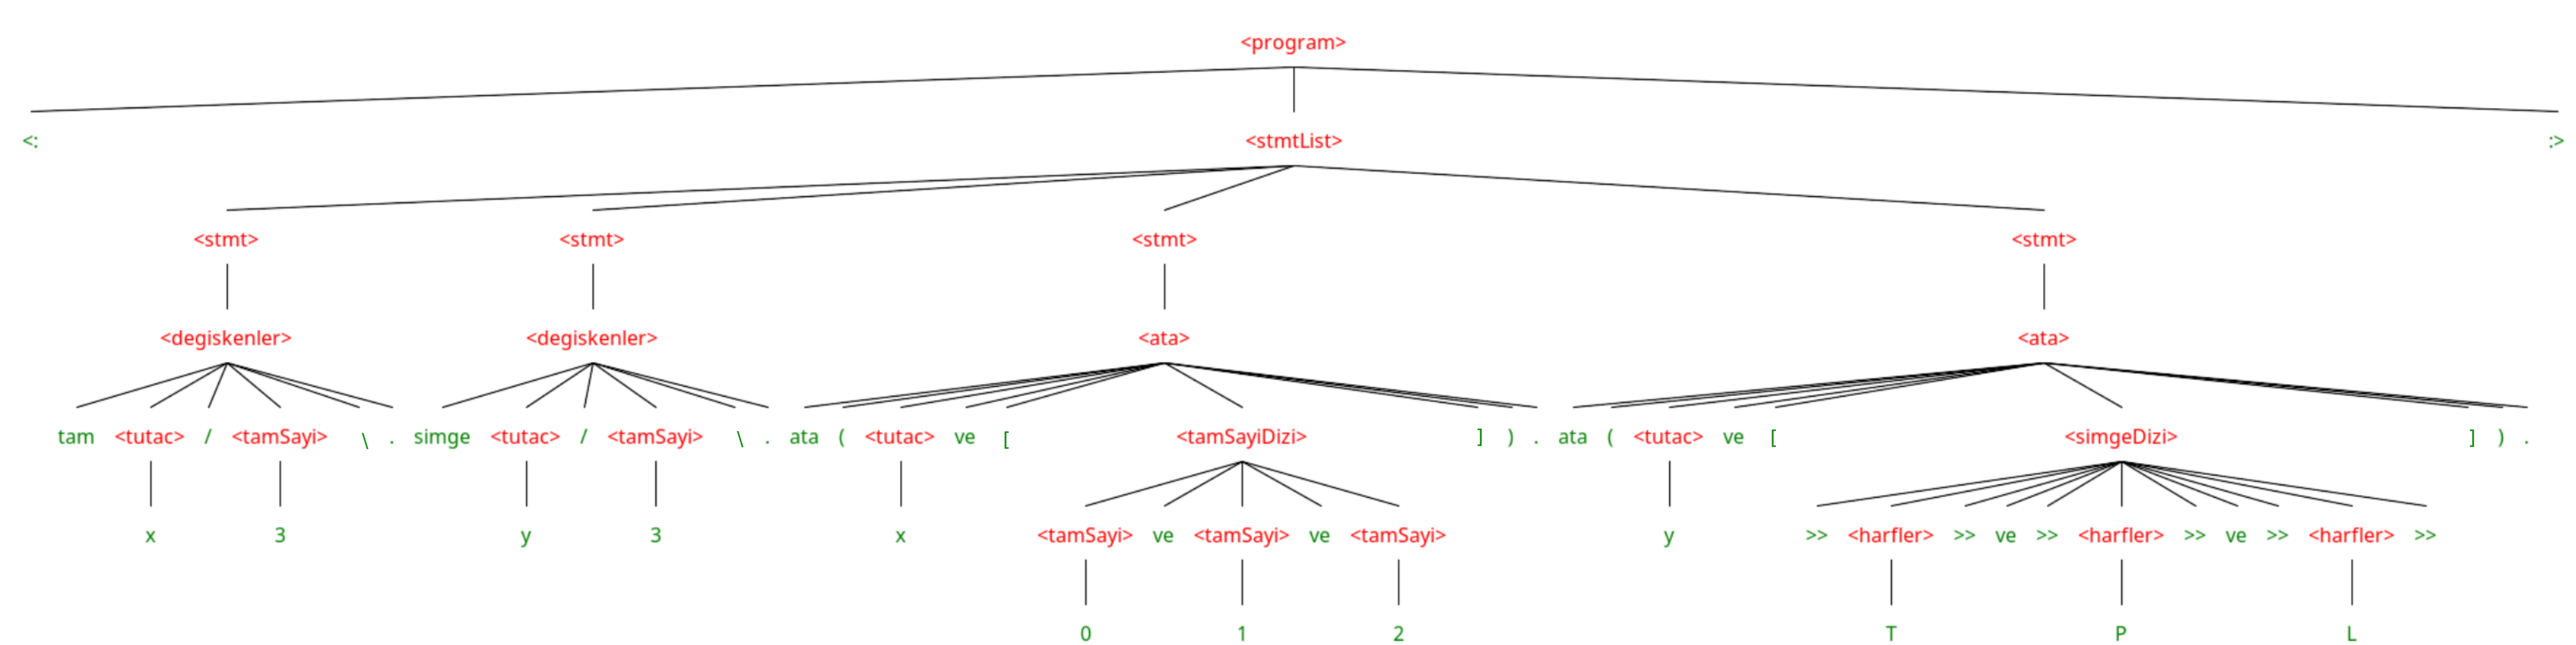 <program>
<: <stmtList> :>
<stmt> <stmt> <stmt> <stmt>
<degiskenler> <degiskenler> <ata> <ata>
tam <tutac> / <tamSayi> \ . simge <tutac> / <tamSayi> \ . ata ( <tutac> ve [ <tamSayiDizi> ] ) . ata ( <tutac> ve [ <simgeDizi> ] ) .
x 3 y 3 x <tamSayi> ve <tamSayi> ve <tamSayi> y >> <harfler> >> ve >> <harfler> >> ve >> <harfler> >>
0 1 2 T P L